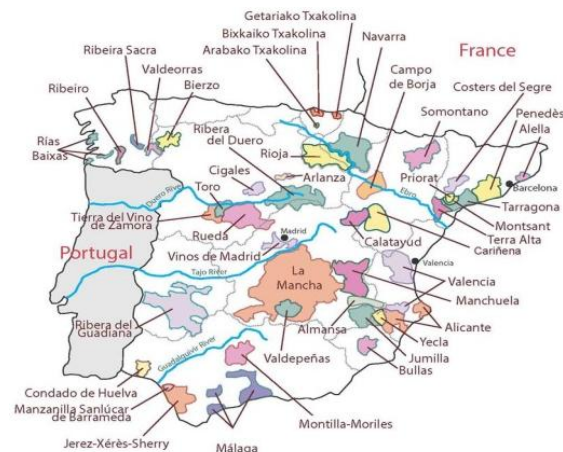 Getariako Txakolina
Bixkaiko Txakolina
Arabako Txakolina
Navarra
France
Ribeira Sacra
Valdeorras
Bierzo
Ribeiro
Campo
de Borja
Costers del Segre
Penedès
Alella
Somontano
Rías
Baixas
Ribera
del Duero
Rioja
Cigales
Arlanza
Priorat
Barcelona
Ebro
Tarragona
Montsant
Terra Alta
Duero River
Toro
Tierra del Vino
de Zamora
Rueda
Calatayud
Cariñena
Madrid
Portugal
Vinos de Madrid
Tajo River
La
Mancha
Valencia
Valencia
Manchuela
Ribera del
Guadiana
Almansa
Alicante
Yecla
Valdepeñas
Jumilla
Bullas
Guadalquivir River
Condado de Huelva
Manzanilla Sanlúcar
de Barrameda
Montilla-Moriles
Jerez-Xérès-Sherry
Málaga